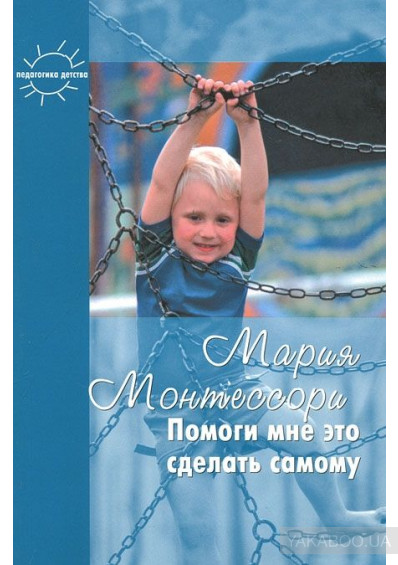 педагогика детства
Мария
Монтессори
Помоги мне это
сделать самому
YAKABOO.UA